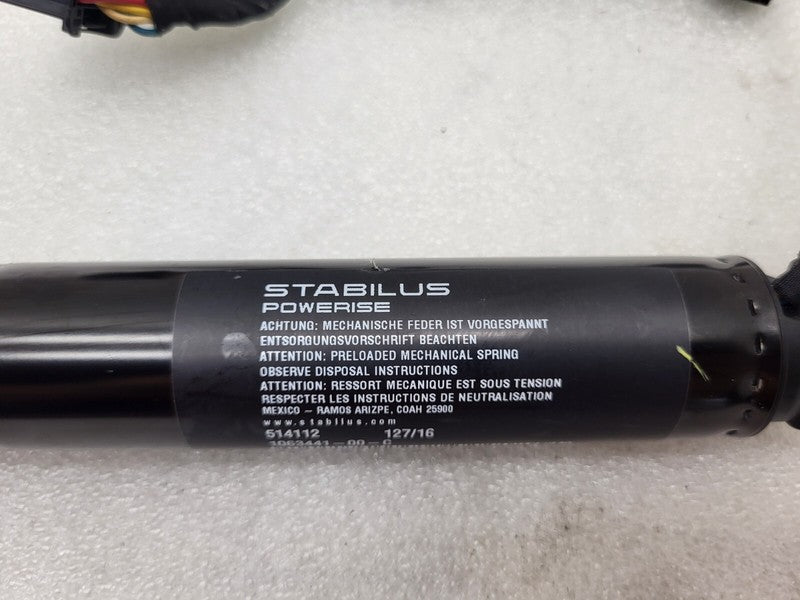 STABILUS
POWERISE
ACHTUNG: MECHANISCHE FEDER IST VORGESPANNT
ENTSORGUNGSVORSCHRIFT BEACHTEN
ATTENTION: PRELOADED MECHANICAL SPRING
OBSERVE DISPOSAL INSTRUCTIONS
ATTENTION: RESSORT MECANIQUE EST SOUS TENSION
RESPECTER LES INSTRUCTIONS DE NEUTRALISATION
MEXICO – RAMOS ARIZPE, COAH 25900
www.stabilus.com
514112 127/16
1063441-00-C